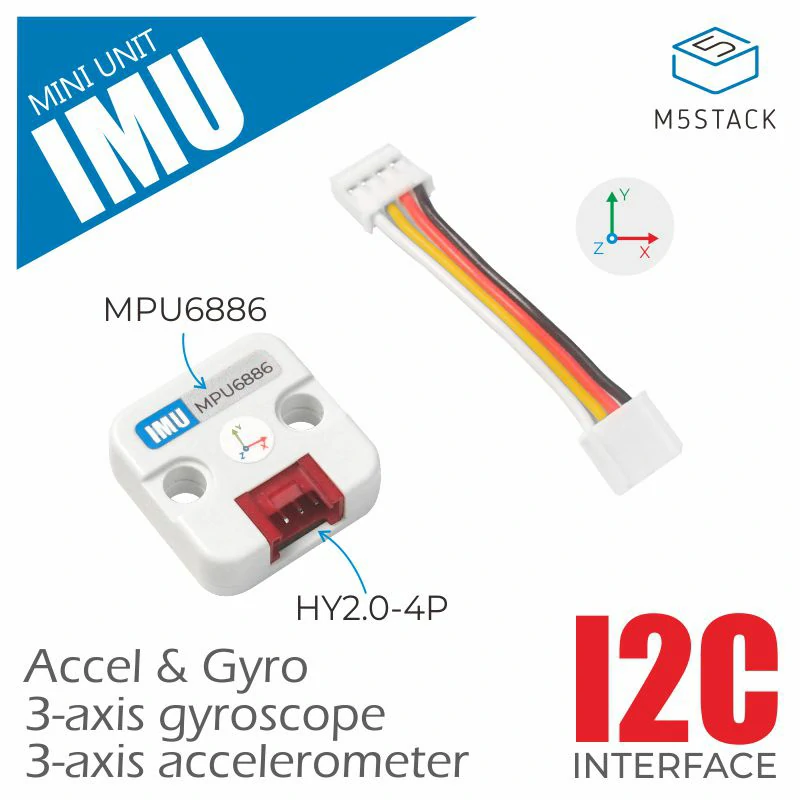 MINI UNIT
IMU
5
M5STACK
Y
Z
X
MPU6886
IMU MPU6886
Y
Z
X
HY2.0-4P
Accel & Gyro
3-axis gyroscope
3-axis accelerometer
I2C
INTERFACE